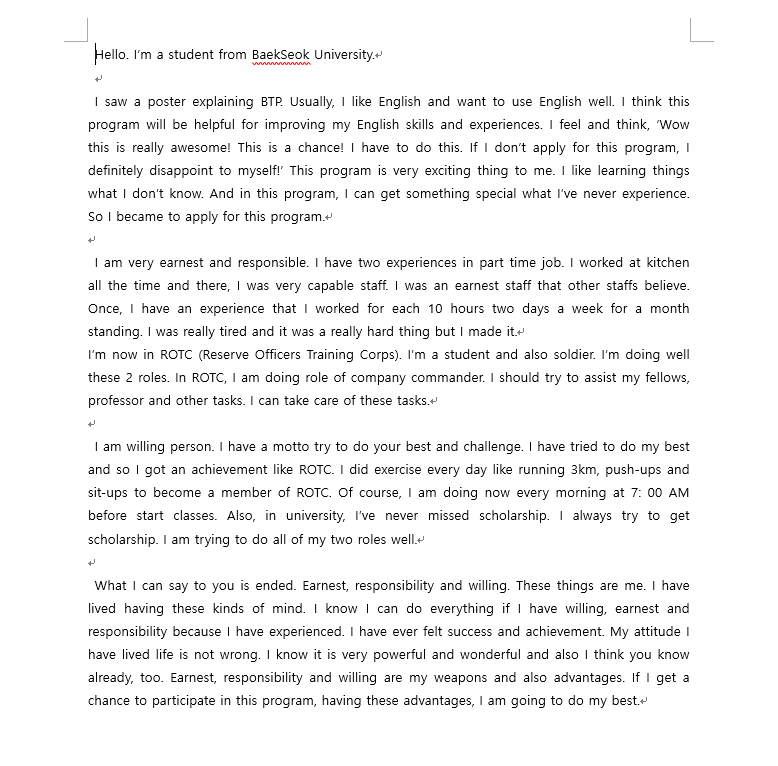 Hello. I'm a student from BaekSeok University.
I saw a poster explaining BTP. Usually, I like English and want to use English well. I think this
program will be helpful for improving my English skills and experiences. I feel and think, 'Wow
this is really awesome! This is a chance! I have to do this. If I don't apply for this program, I
definitely disappoint to myself!' This program is very exciting thing to me. I like learning things
what I don't know. And in this program, I can get something special what I've never experience.
So I became to apply for this program.
I am very earnest and responsible. I have two experiences in part time job. I worked at kitchen
all the time and there, I was very capable staff. I was an earnest staff that other staffs believe.
Once, I have an experience that I worked for each 10 hours two days a week for a month
standing. I was really tired and it was a really hard thing but I made it.
I'm now in ROTC (Reserve Officers Training Corps). I'm a student and also soldier. I'm doing well
these 2 roles. In ROTC, I am doing role of company commander. I should try to assist my fellows,
professor and other tasks. I can take care of these tasks.
I am willing person. I have a motto try to do your best and challenge. I have tried to do my best
and so I got an achievement like ROTC. I did exercise every day like running 3km, push-ups and
sit-ups to become a member of ROTC. Of course, I am doing now every morning at 7: 00 AM
before start classes. Also, in university, I've never missed scholarship. I always try to get
scholarship. I am trying to do all of my two roles well.
What I can say to you is ended. Earnest, responsibility and willing. These things are me. I have
lived having these kinds of mind. I know I can do everything if I have willing, earnest and
responsibility because I have experienced. I have ever felt success and achievement. My attitude I
have lived life is not wrong. I know it is very powerful and wonderful and also I think you know
already, too. Earnest, responsibility and willing are my weapons and also advantages. If I get a
chance to participate in this program, having these advantages, I am going to do my best.